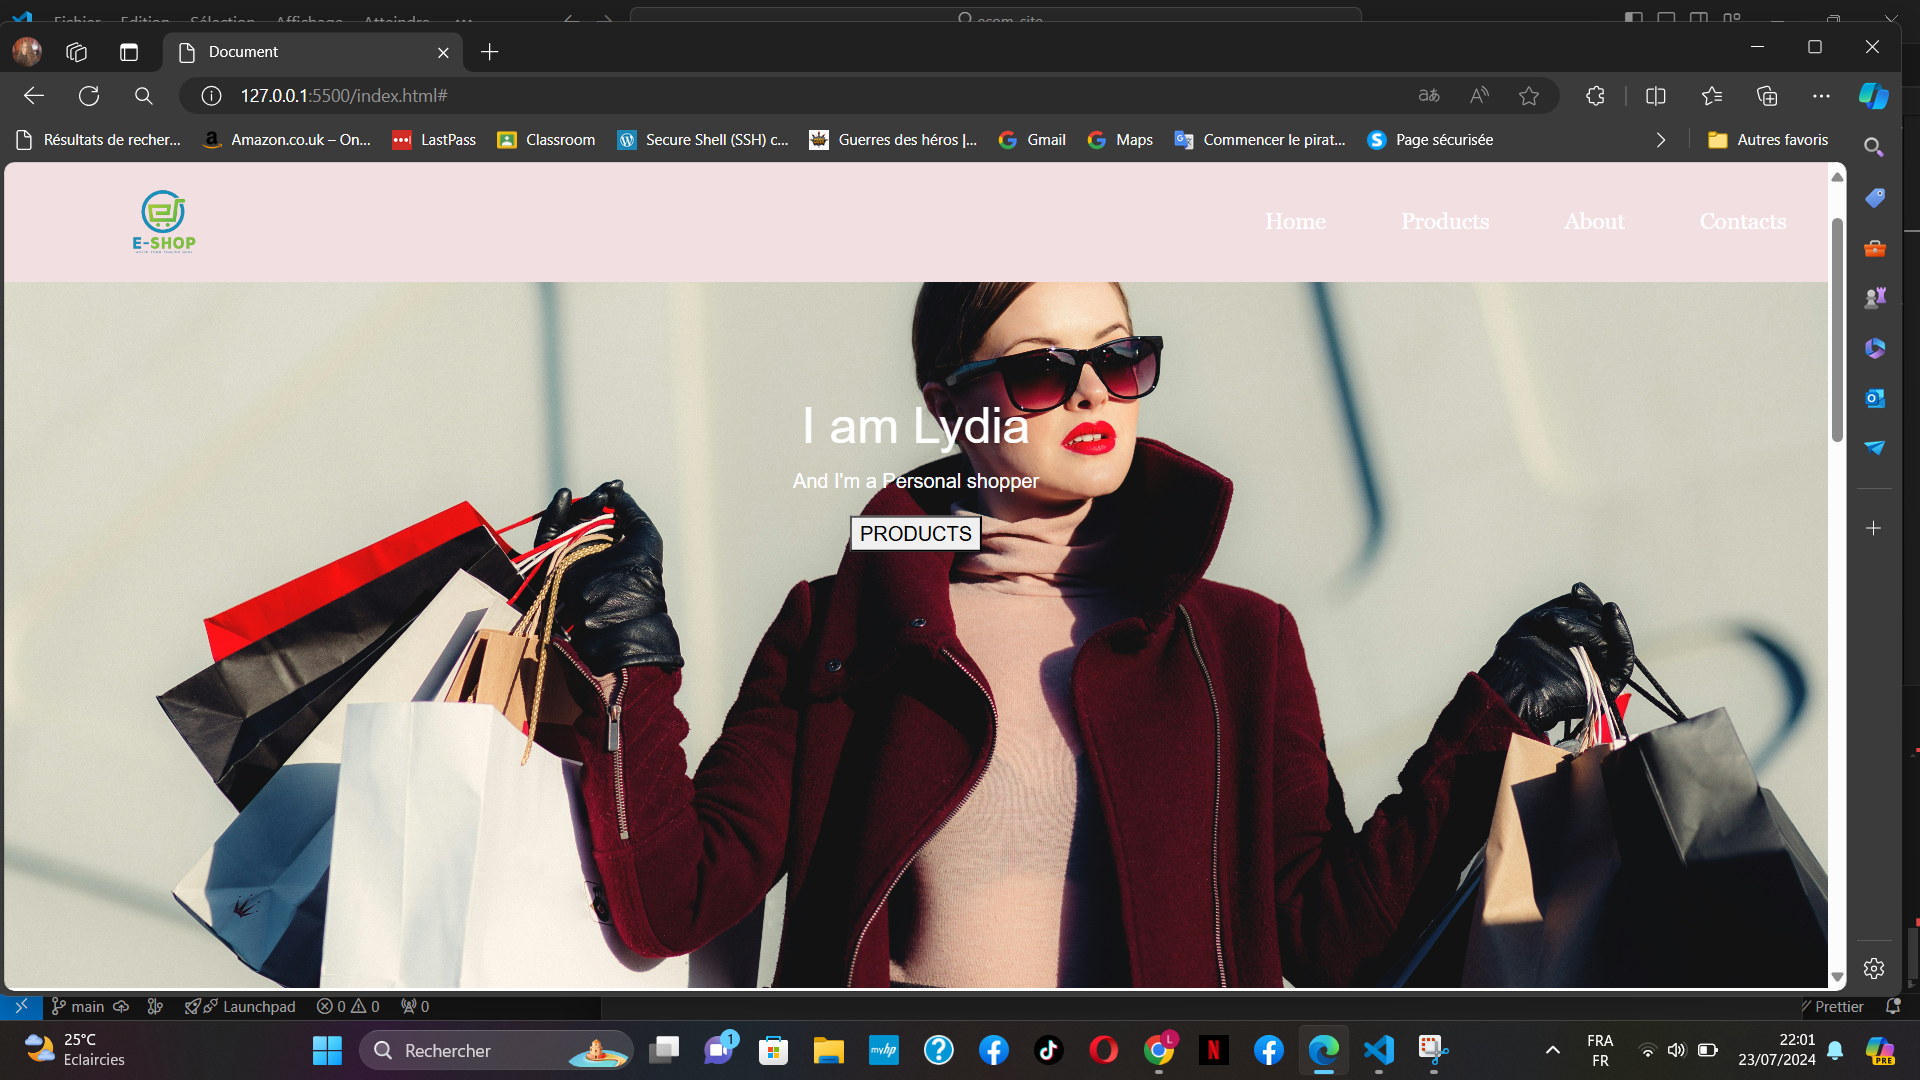 Fichier Edition Sélection Affichage Atteindre ... ecom-site
Document
127.0.0.1:5500/index.html#
Résultats de recher... Amazon.co.uk – On... LastPass Classroom Secure Shell (SSH) c... Guerres des héros |... Gmail Maps Commencer le pirat... Page sécurisée Autres favoris
E-SHOP
Home Products About Contacts
I am Lydia
And I'm a Personal shopper
PRODUCTS
main Launchpad 0 0 0 Prettier
25°C
Eclaircies
Rechercher
myhp
1
L
FRA
FR
22:01
23/07/2024
PRE